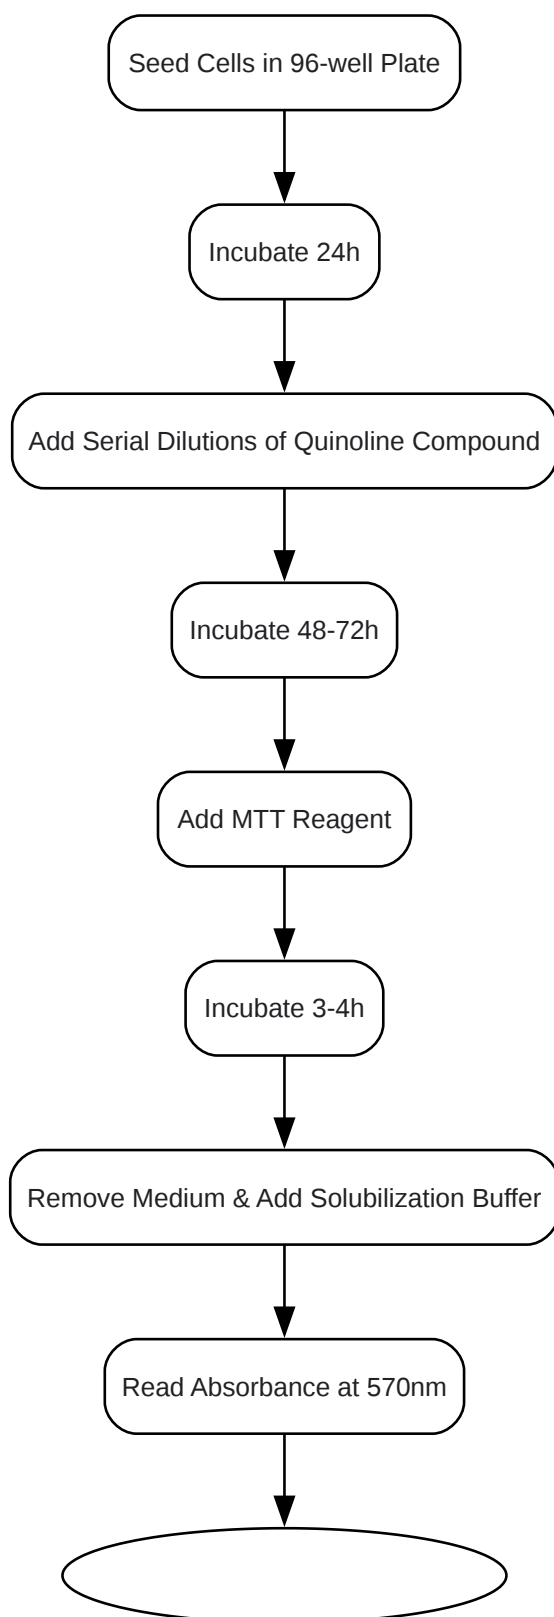 Seed Cells in 96-well Plate
Incubate 24h
Add Serial Dilutions of Quinoline Compound
Incubate 48-72h
Add MTT Reagent
Incubate 3-4h
Remove Medium & Add Solubilization Buffer
Read Absorbance at 570nm